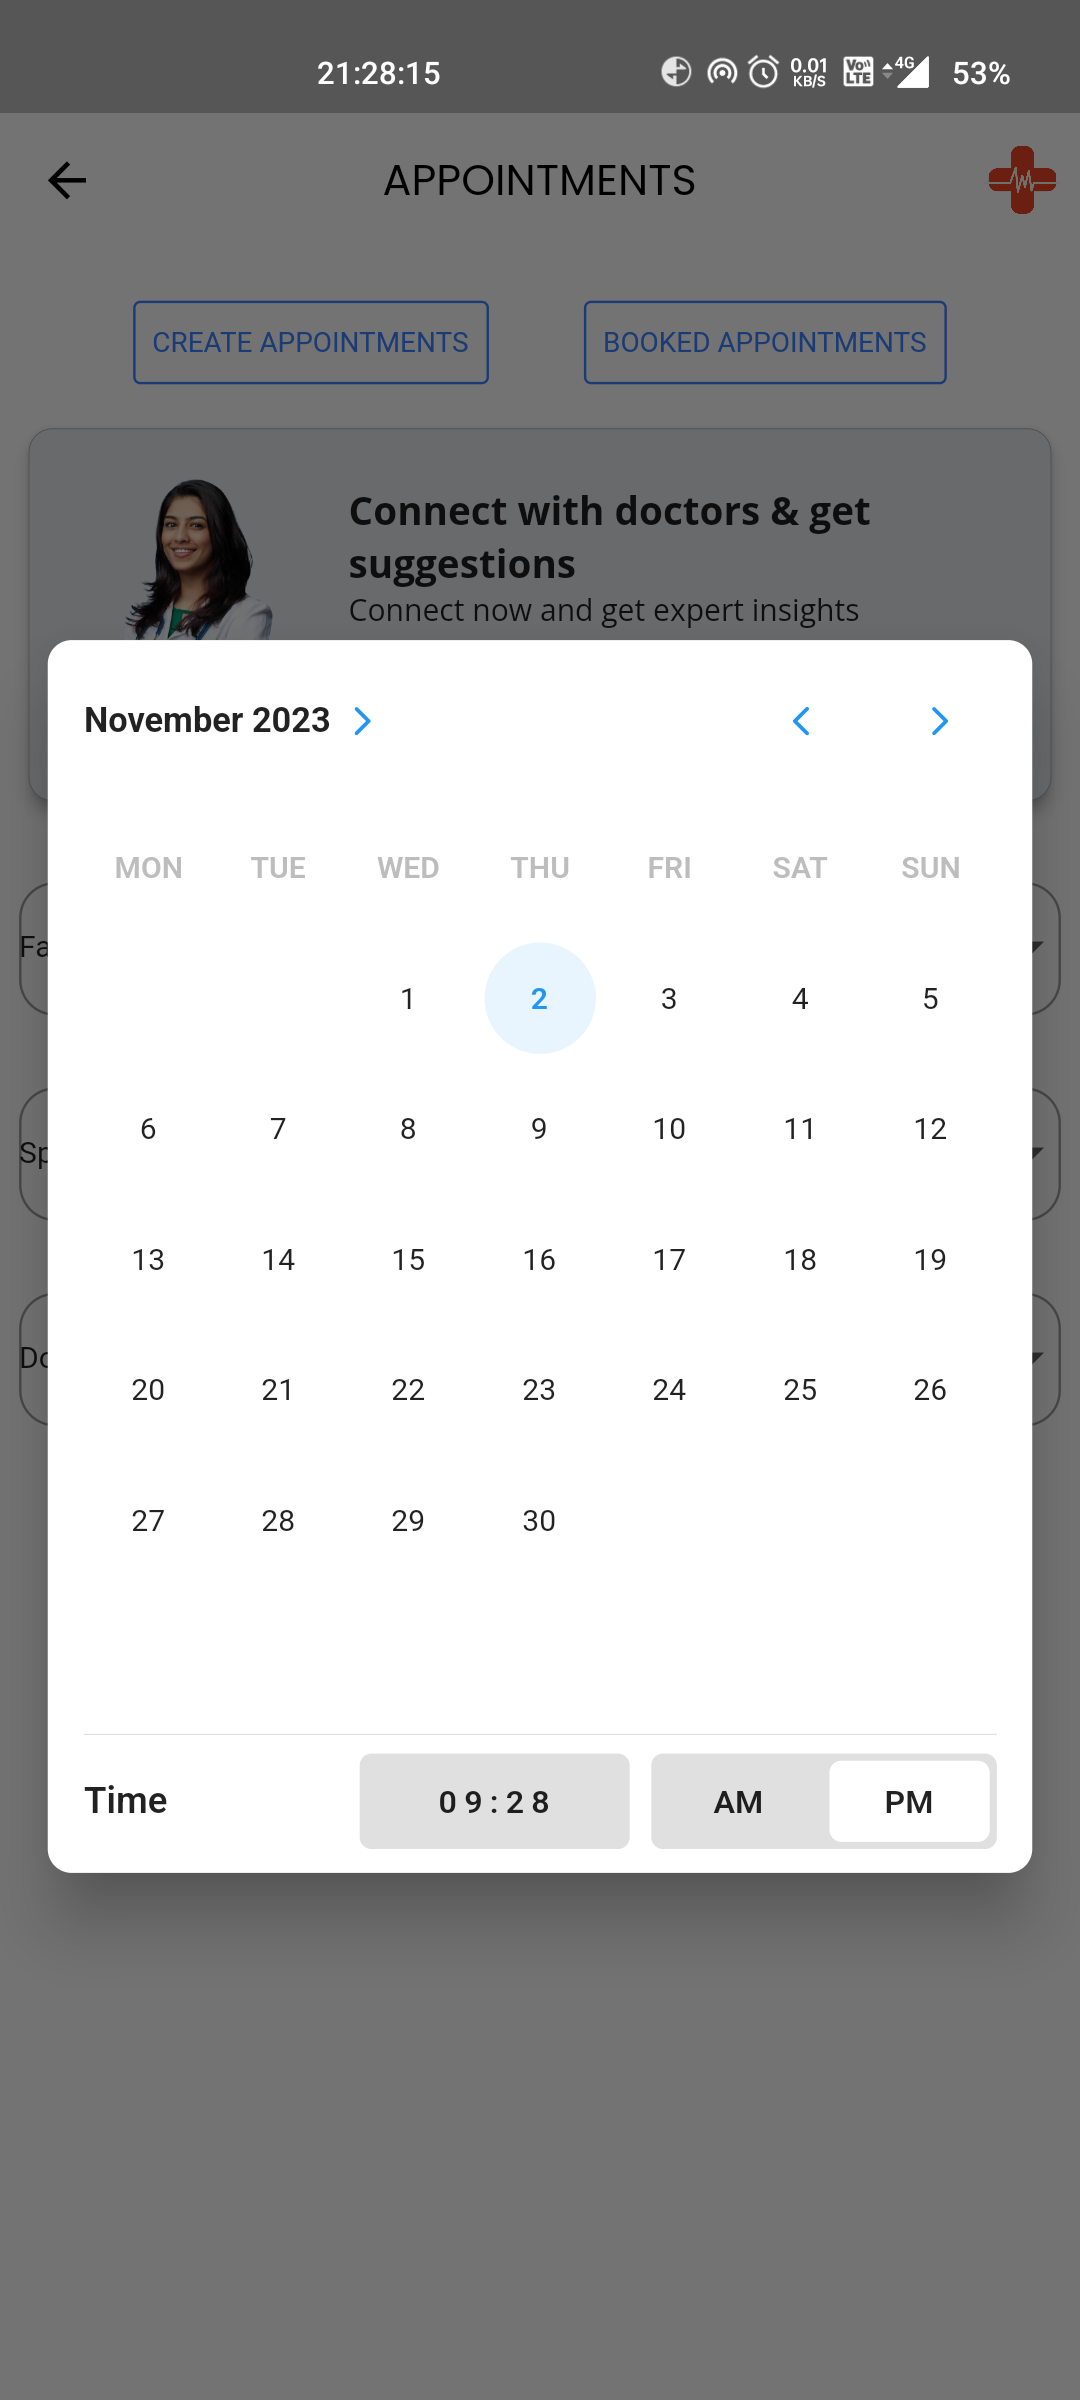 21:28:15 0.01 KB/S Vo)) LTE 4G 53%
APPOINTMENTS
CREATE APPOINTMENTS BOOKED APPOINTMENTS
Connect with doctors & get
suggestions
Connect now and get expert insights
November 2023
MON TUE WED THU FRI SAT SUN
1 2 3 4 5
Fa
6 7 8 9 10 11 12
Sp
13 14 15 16 17 18 19
Do
20 21 22 23 24 25 26
27 28 29 30
Time 09:28 AM PM